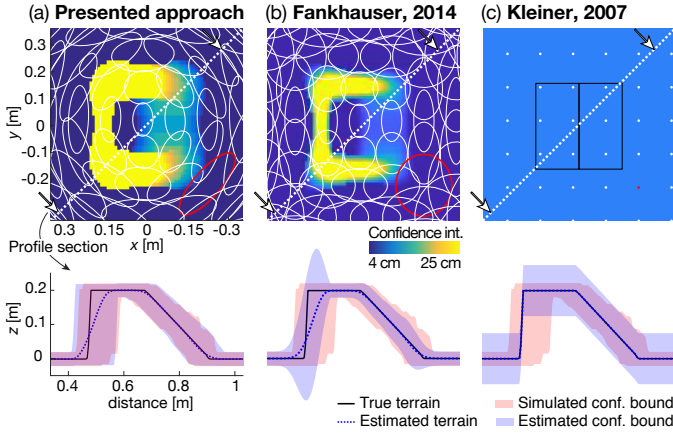 (a) Presented approach
(b) Fankhauser, 2014
(c) Kleiner, 2007
0.3
0.2
0.1
0
-0.1
-0.2
y [m]
0.3 0.15 0 -0.15 -0.3
x [m]
Profile section
Confidence int.
4 cm 25 cm
0.2
0
z [m]
0.4 0.6 0.8 1
distance [m]
True terrain
Estimated terrain
Simulated conf. bound
Estimated conf. bound